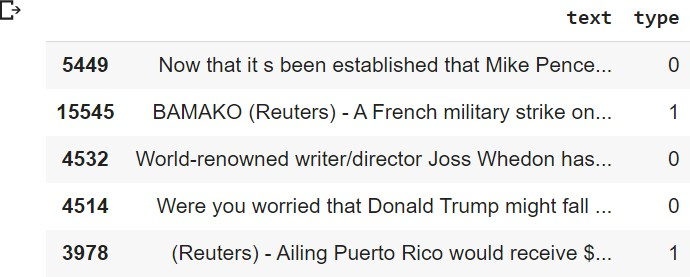 text type
5449 Now that it s been established that Mike Pence... 0
15545 BAMAKO (Reuters) - A French military strike on... 1
4532 World-renowned writer/director Joss Whedon has... 0
4514 Were you worried that Donald Trump might fall ... 0
3978 (Reuters) - Ailing Puerto Rico would receive $... 1